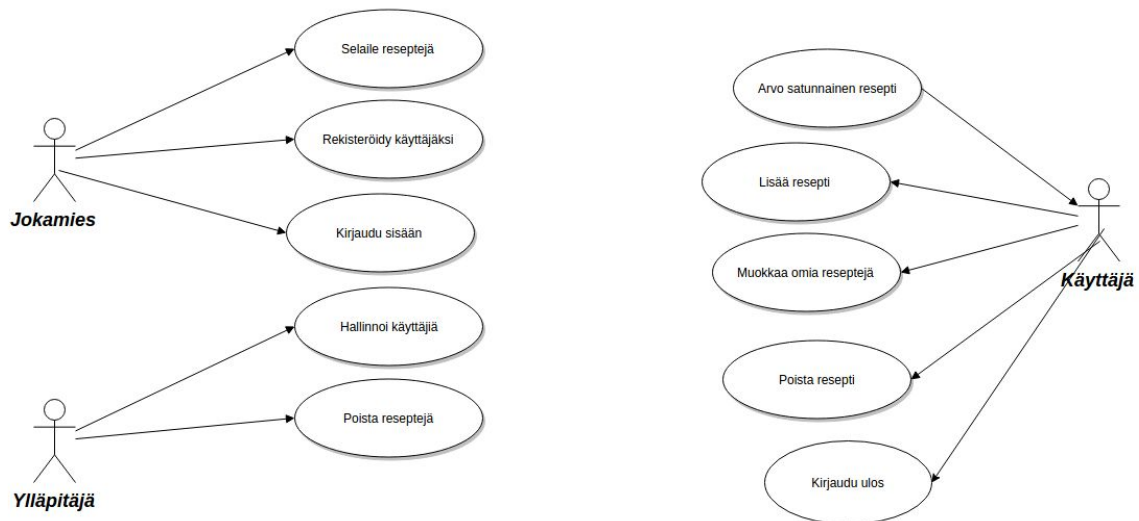 Selaile reseptejä
Rekisteröidy käyttäjäksi
Jokamies
Kirjaudu sisään
Hallinnoi käyttäjiä
Poista reseptejä
Ylläpitäjä
Arvo satunnainen resepti
Lisää resepti
Muokkaa omia reseptejä
Käyttäjä
Poista resepti
Kirjaudu ulos